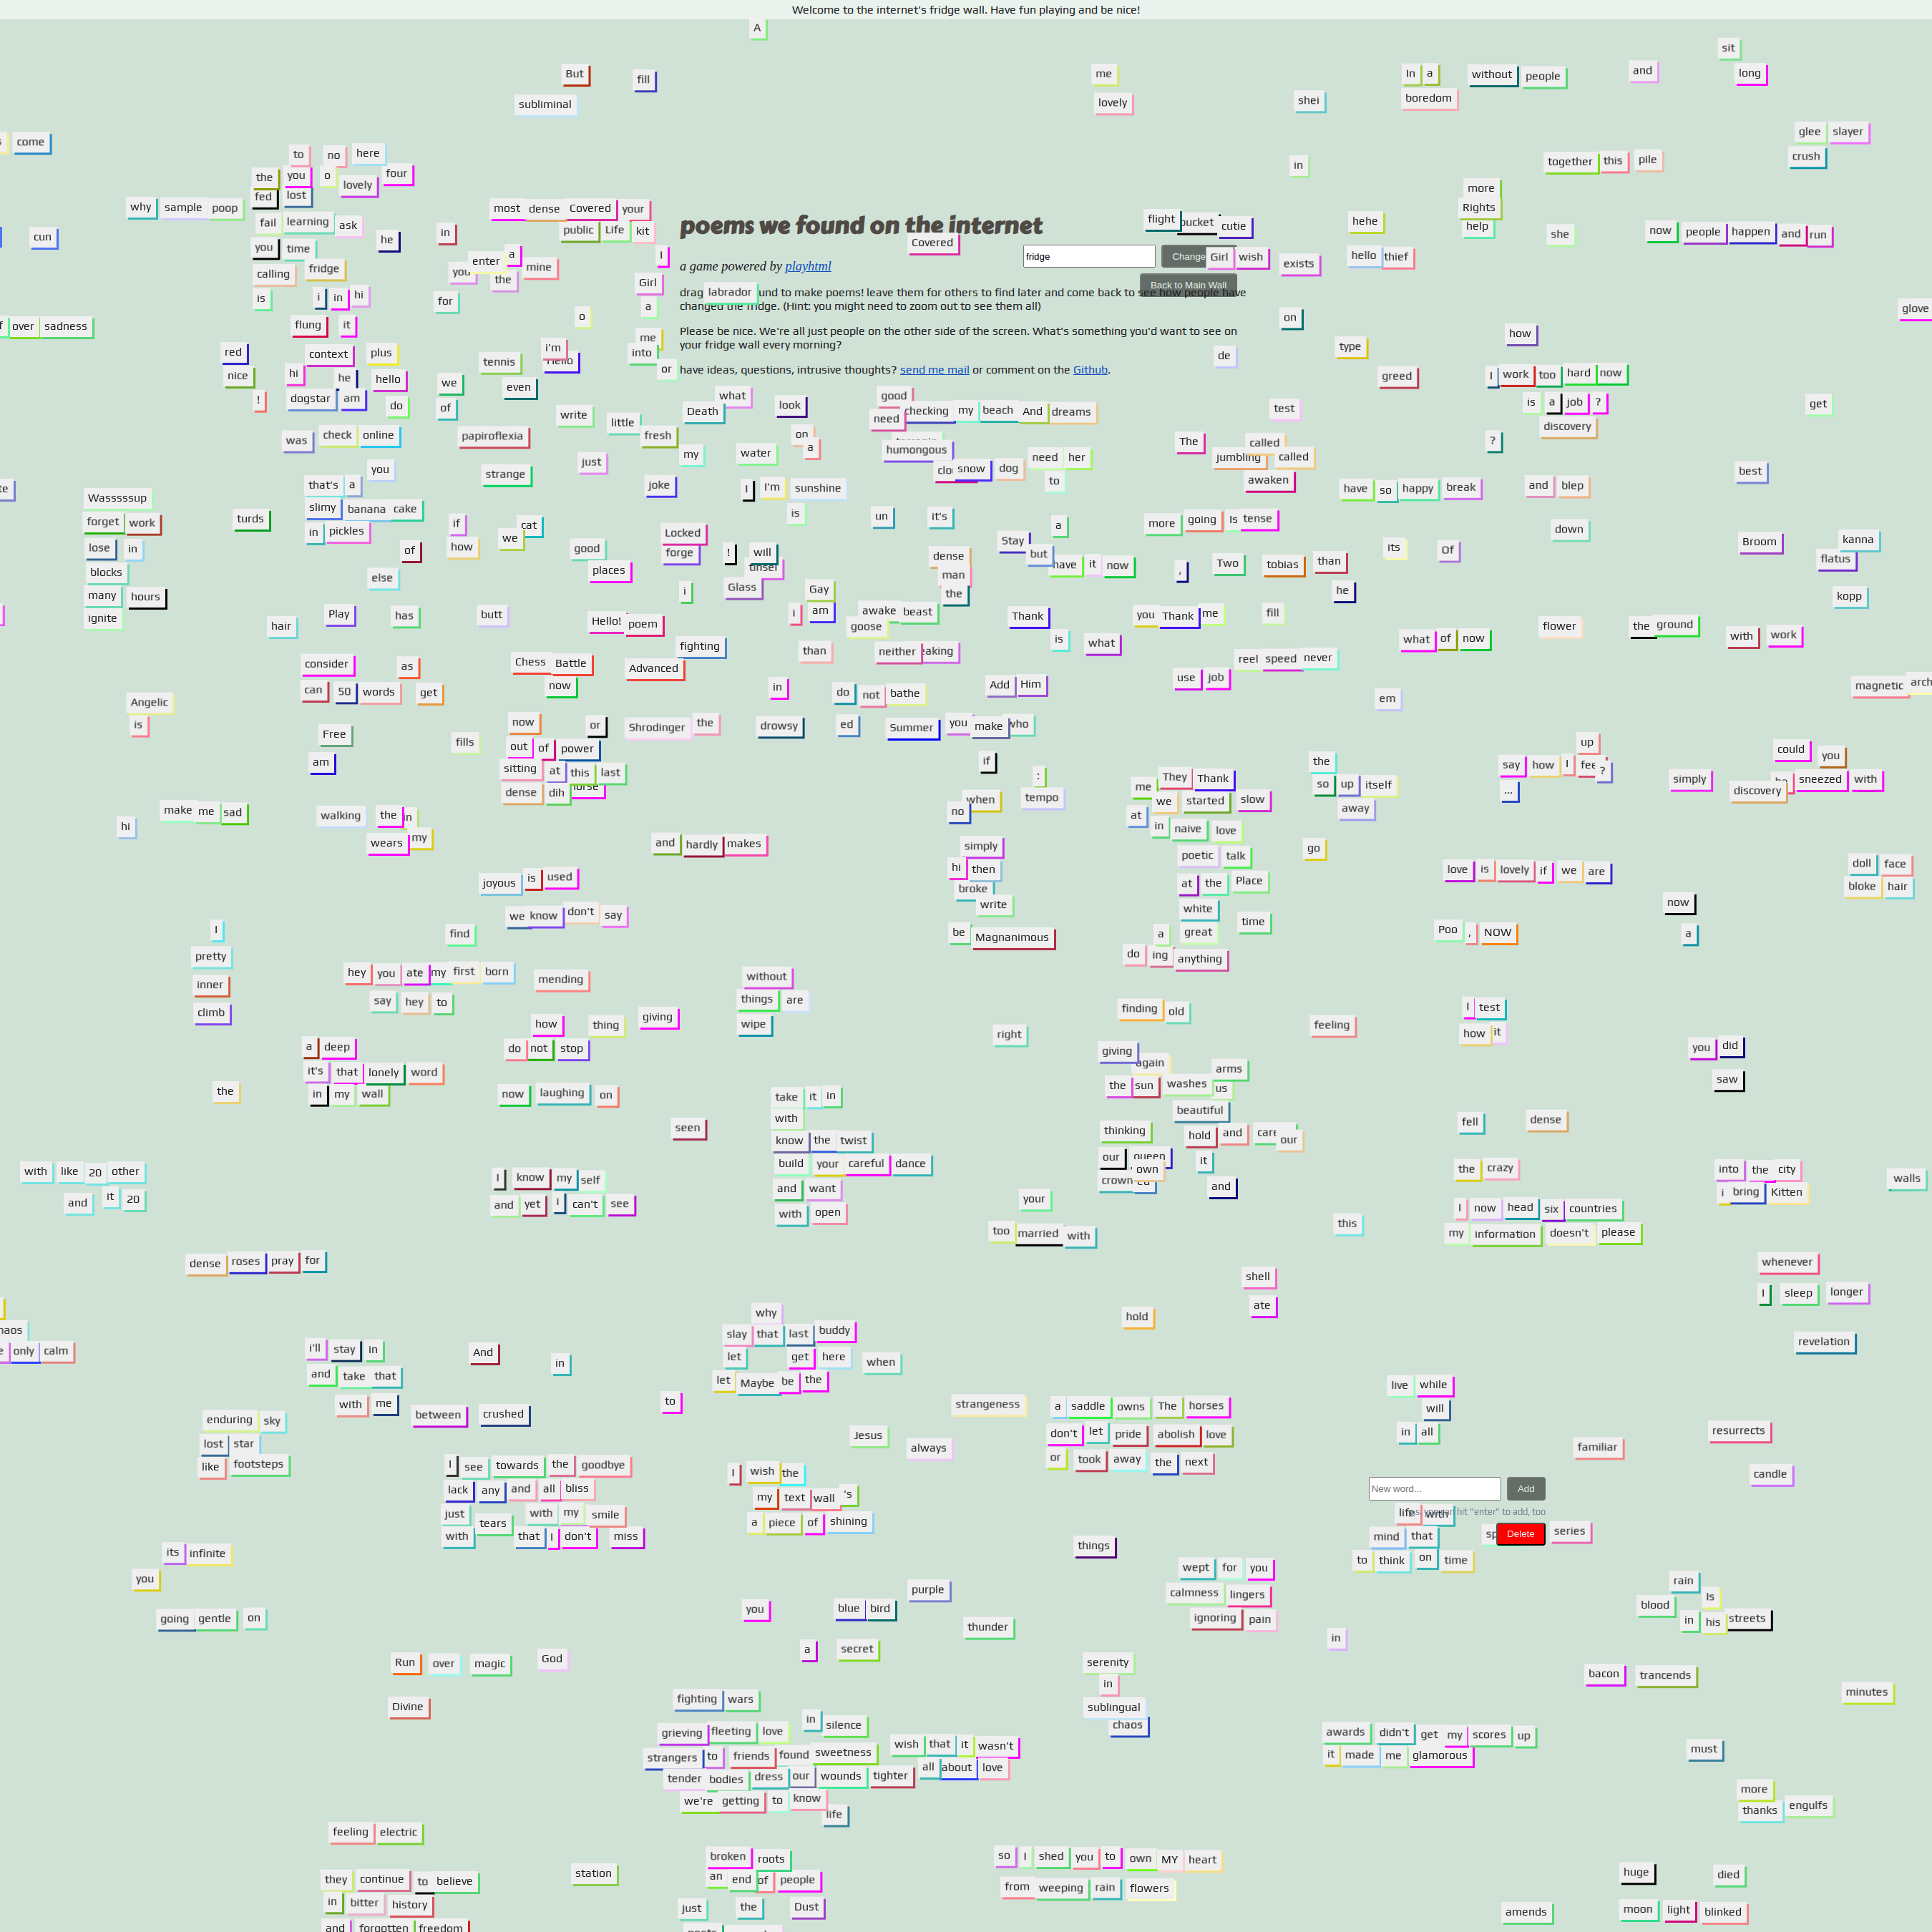 Welcome to the internet's fridge wall. Have fun playing and be nice!
A
sit
But fill me In a without people and long
subliminal lovely shei boredom
come glee slayer
to no here in together this pile crush
the you o four
fed lost lovely more
why sample poop most dense Covered your Rights
fail learning ask public Life kit poems we found on the internet flight bucket cutie hehe help she now people happen and run
cun you time he in Covered
calling fridge enter a I a game powered by playhtml fridge Change Girl wish exists hello thief
you the mine Girl Back to Main Wall
is i in hi for a labrador und to make poems! leave them for others to find later and come back to see how people have
changed the fridge. (Hint: you might need to zoom out to see them all)
glove
over sadness flung it o on
Please be nice. We're all just people on the other side of the screen. What's something you'd want to see on
your fridge wall every morning?
how
red context plus i'm Hello me into type
nice hi he hello we tennis even or have ideas, questions, intrusive thoughts? send me mail or comment on the Github.
de greed I work too hard now
! dogstar am do of what good is a job ? get
write little Death look need checking my beach And dreams test discovery
was check online papiroflexia fresh on a humongous The called ?
you just my water need her jumbling called
that's a strange joke snow dog to awaken best
Wasssssup slimy banana cake I I'm sunshine have so happy break and blep
forget work turds in pickles if cat is un it's a more going Is tense down
lose in of how we good Locked forge ! will Stay but its Of Broom kanna
blocks else places tinsel dense man have it now , Two tobias than flatus
many hours i Glass Gay the he kopp
ignite hair Play has butt Hello! poem i am awake beast Thank you Thank me fill
goose is what what of now flower the ground with work
consider as Chess Battle Advanced fighting than neither reel speed never
can 50 words get now in do not bathe Add Him use job magnetic
Angelic is em
Free fills now or Shrodinger the drowsy ed Summer you make
am out of power if the up could you
sitting at this last : They Thank so up itself say how I ? simply sneezed with
dense dih when tempo me we started slow away ... discovery
hi make me sad walking the in no at in naive love
wears my and hardly makes simply poetic talk go
joyous is used hi then at the Place love is lovely if we are doll face
broke bloke hair
we know don't say write white now
I find be Magnanimous a great time Poo , NOW a
pretty hey you ate my first born mending without do ing anything
inner say hey to things are finding old I test
climb how thing giving wipe right feeling how it
a deep do not stop giving again you did
it's that lonely word the sun washes us arms saw
the in my wall now laughing on take it in beautiful
seen with thinking hold and our fell dense
know the twist our queen own it
with like 20 other build your careful dance the crazy into the city walls
and it 20 I know my self and want your and i bring Kitten
and yet i can't see with open too married with this I now head six countries
my information doesn't please
dense roses pray for shell whenever
why hold ate I sleep longer
only calm i'll stay in And in slay that last buddy revelation
and take that let get here when
with me between crushed to let Maybe be the live while
enduring sky strangeness a saddle owns The horses will
lost star Jesus always don't let pride abolish love in all familiar resurrects
like footsteps I see towards the goodbye I wish the or took away the next candle
lack any and all bliss my text wall 's New word... Add
just tears with my smile a piece of shining life with hit "enter" to add, too
with that I don't miss mind that Delete series
its infinite things to think on time
you purple wept for you rain Is
going gentle on you blue bird calmness lingers blood in his streets
thunder ignoring pain in
Run over magic God a secret serenity
Divine in bacon trancends
fighting wars sublingual minutes
grieving fleeting love in silence chaos
strangers to friends found sweetness wish that it wasn't awards didn't get my scores up
tender bodies dress our wounds tighter all about love it made me glamorous must
we're getting to know more
life thanks engulfs
feeling electric
they continue to believe station broken roots so I shed you to own MY heart huge died
in bitter history an end of people from weeping rain flowers
just the Dust amends moon light blinked
and forgotten freedom